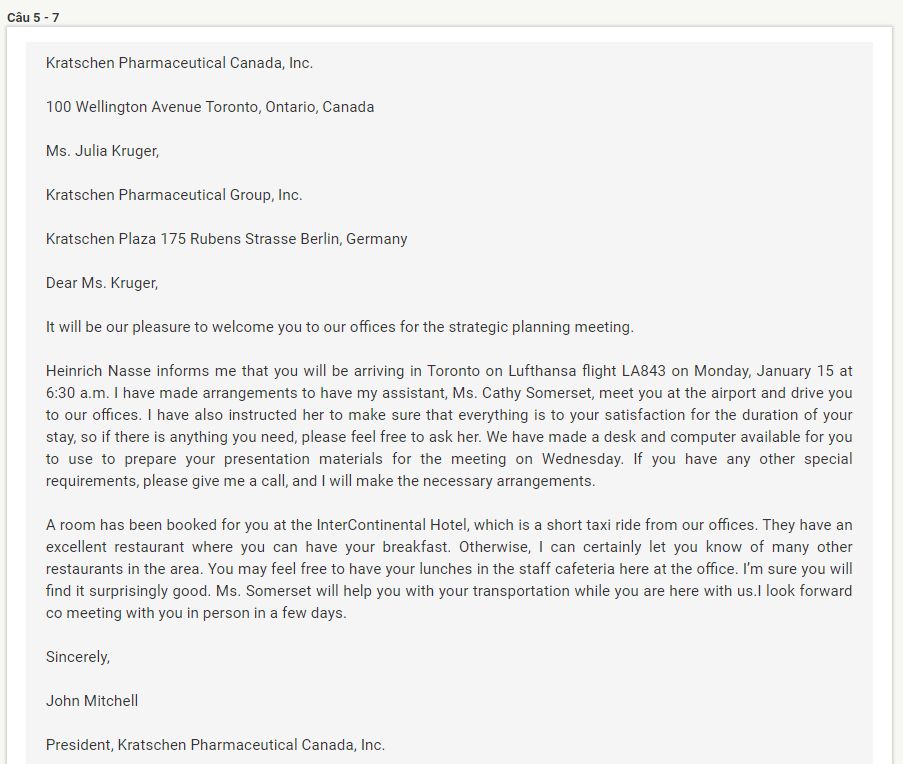 Câu 5 - 7
Kratschen Pharmaceutical Canada, Inc.
100 Wellington Avenue Toronto, Ontario, Canada
Ms. Julia Kruger,
Kratschen Pharmaceutical Group, Inc.
Kratschen Plaza 175 Rubens Strasse Berlin, Germany
Dear Ms. Kruger,
It will be our pleasure to welcome you to our offices for the strategic planning meeting.
Heinrich Nasse informs me that you will be arriving in Toronto on Lufthansa flight LA843 on Monday, January 15 at
6:30 a.m. I have made arrangements to have my assistant, Ms. Cathy Somerset, meet you at the airport and drive you
to our offices. I have also instructed her to make sure that everything is to your satisfaction for the duration of your
stay, so if there is anything you need, please feel free to ask her. We have made a desk and computer available for you
to use to prepare your presentation materials for the meeting on Wednesday. If you have any other special
requirements, please give me a call, and I will make the necessary arrangements.
A room has been booked for you at the InterContinental Hotel, which is a short taxi ride from our offices. They have an
excellent restaurant where you can have your breakfast. Otherwise, I can certainly let you know of many other
restaurants in the area. You may feel free to have your lunches in the staff cafeteria here at the office. I’m sure you will
find it surprisingly good. Ms. Somerset will help you with your transportation while you are here with us.I look forward
co meeting with you in person in a few days.
Sincerely,
John Mitchell
President, Kratschen Pharmaceutical Canada, Inc.